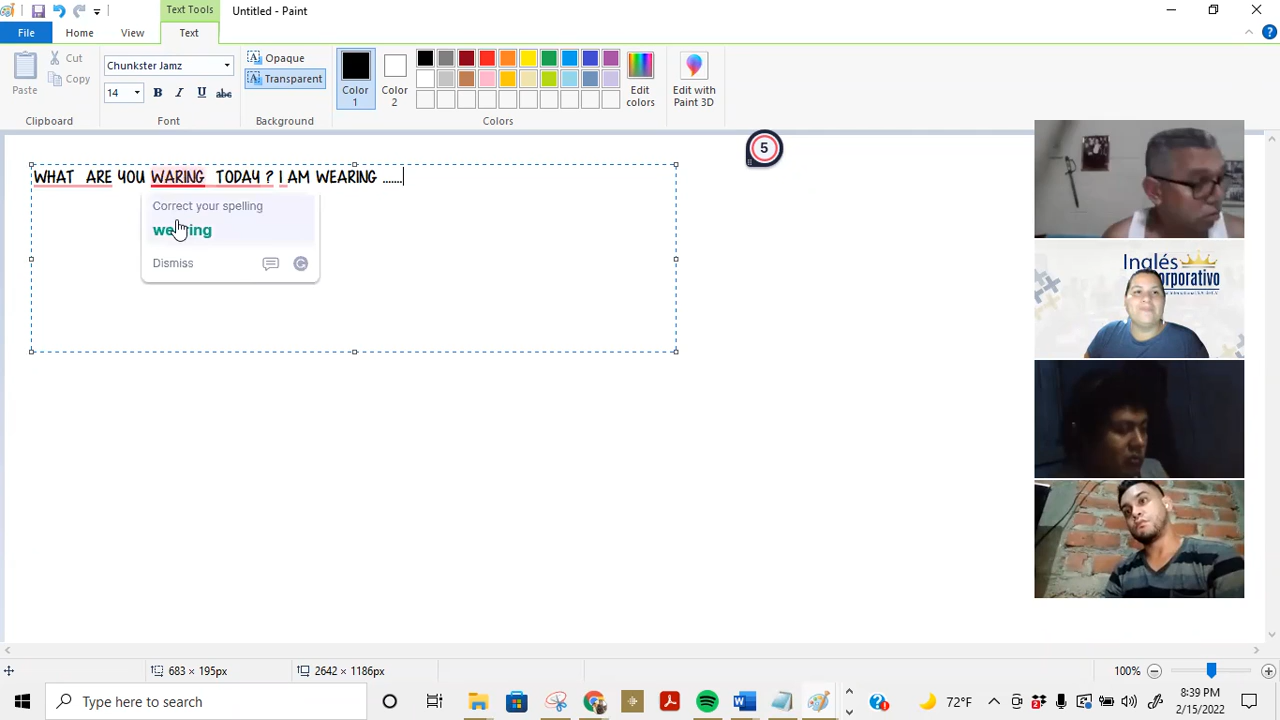 Text Tools
Untitled - Paint
File
Home
View
Text
Paste
Cut
Copy
Clipboard
Chunkster Jamz
14
B
I
U
abc
Font
Opaque
Transparent
Background
Color 1
Color 2
Edit colors
Edit with Paint 3D
Colors
5
WHAT ARE YOU WARING TODAY ? I AM WEARING .......
Correct your spelling
Dismiss
Inglés
683 × 195px
2642 × 1186px
100%
Type here to search
72°F
8:39 PM
2/15/2022